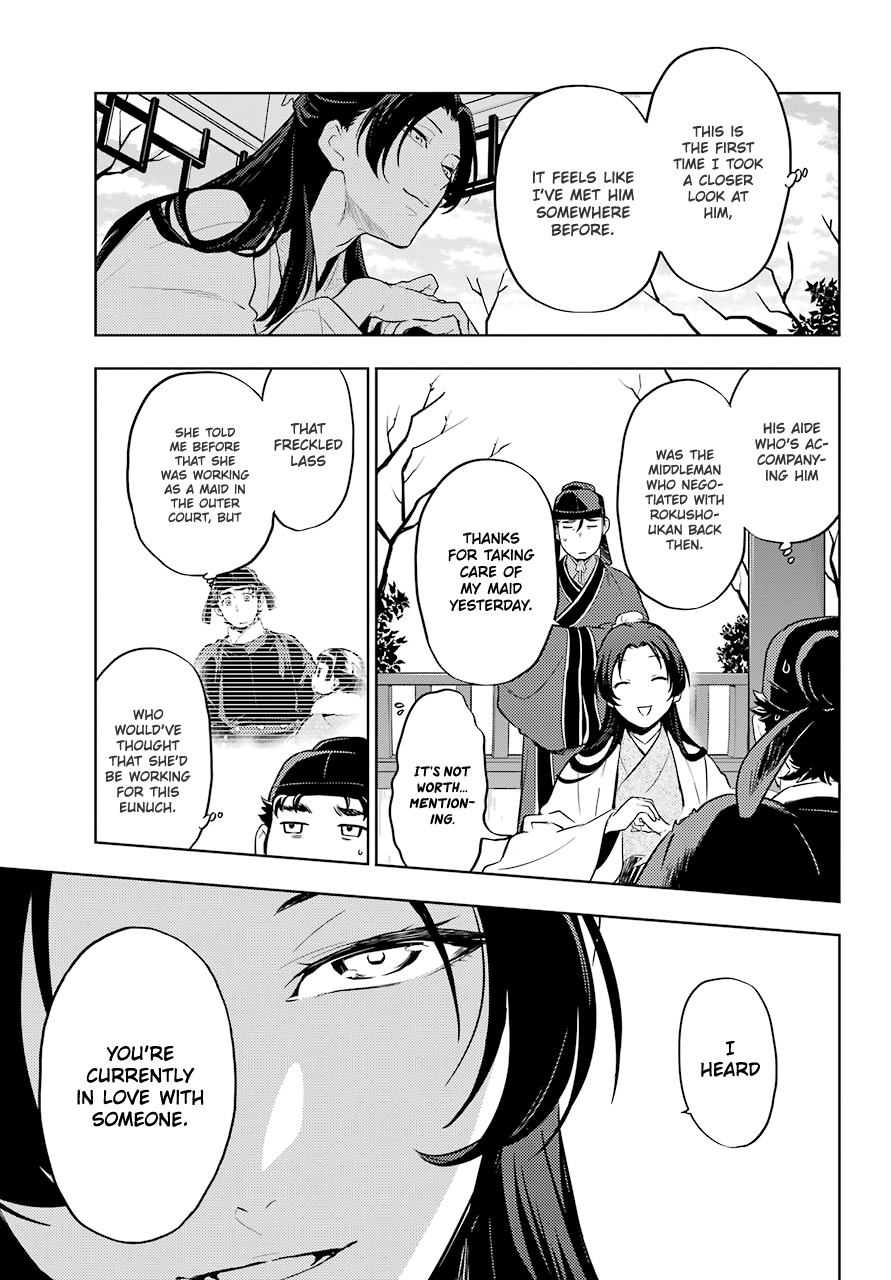 THIS IS
THE FIRST
TIME I TOOK
A CLOSER
LOOK AT
HIM,
IT FEELS LIKE
I'VE MET HIM
SOMEWHERE
BEFORE.
HIS AIDE
WHO'S AC-
COMPANY-
ING HIM
WAS THE
MIDDLEMAN
WHO NEGO-
TIATED WITH
ROKUSHO-
UKAN BACK
THEN.
THANKS
FOR TAKING
CARE OF
MY MAID
YESTERDAY.
IT'S NOT
WORTH...
MENTION-
ING.
THAT
FRECKLED
LASS
SHE TOLD
ME BEFORE
THAT SHE
WAS WORKING
AS A MAID IN
THE OUTER
COURT, BUT
WHO
WOULD'VE
THOUGHT
THAT SHE'D
BE WORKING
FOR THIS
EUNUCH.
I
HEARD
YOU'RE
CURRENTLY
IN LOVE WITH
SOMEONE.